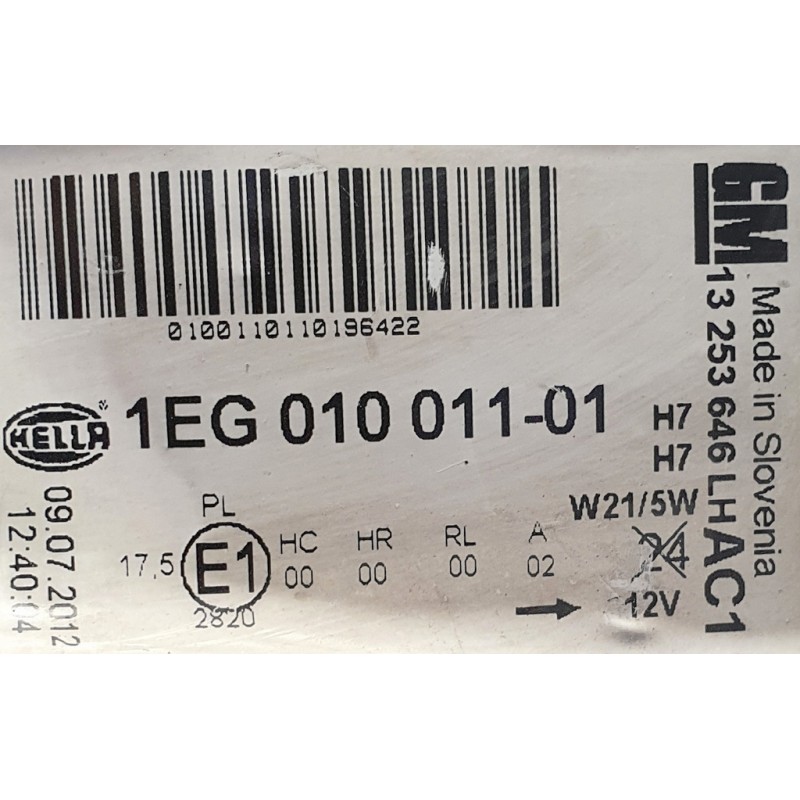 0100110110196422
HELLA ® 1EG 010 011-01
H7
H7
W21/5W
24
12V
PL
17,5 E1 HC HR RL A
00 00 00 02
2820
09.07.2012
12:40:04
GM
13 253 646 LH AC1
Made in Slovenia